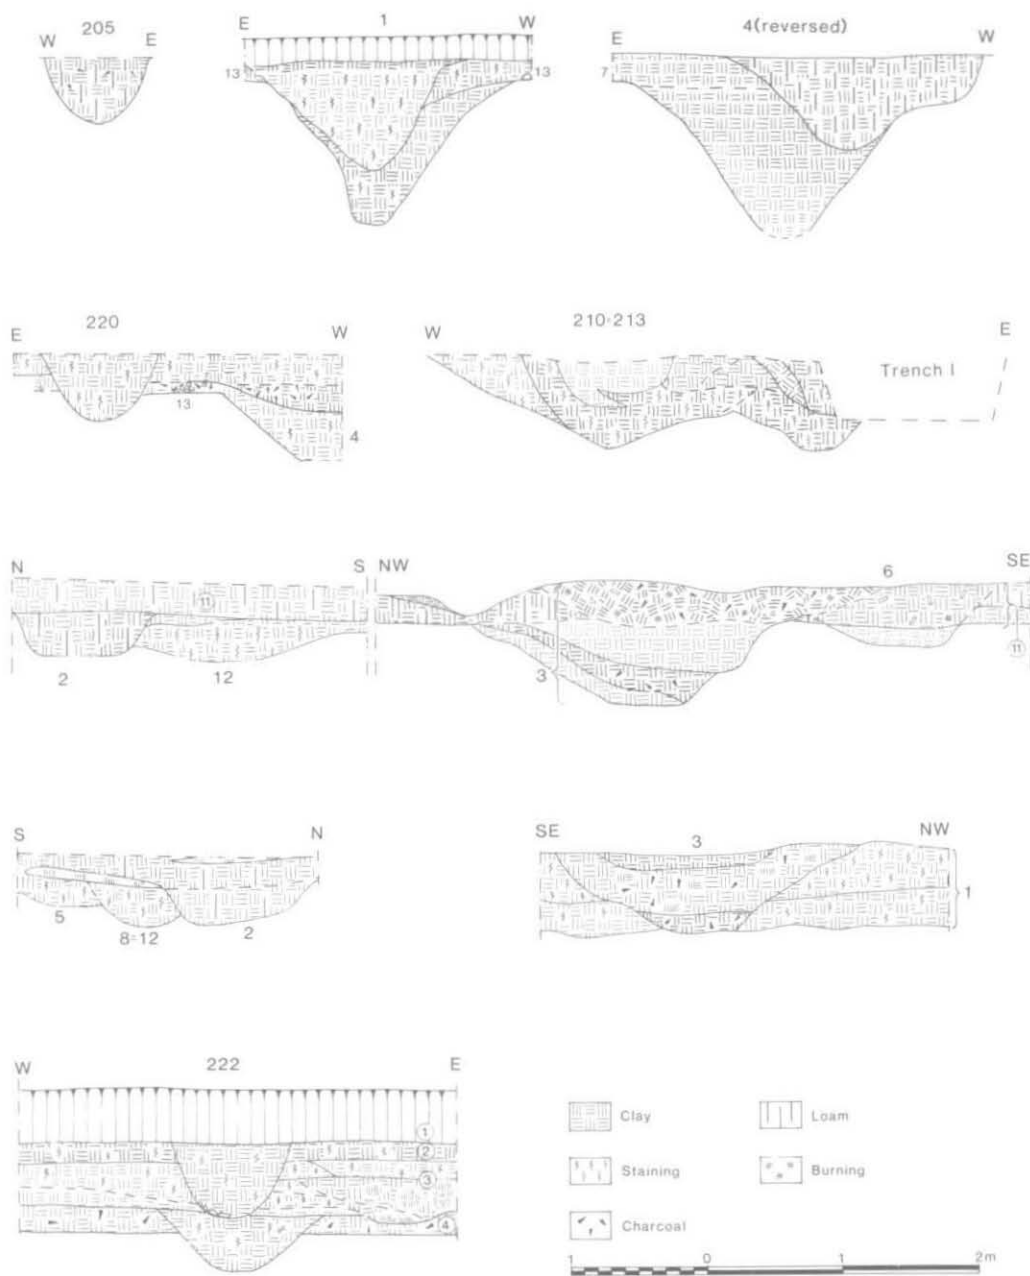 205
W E
1
E W
13 13
4(reversed)
E W
7
220
E W
13
4
210=213
W E
Trench I
N S
11
2 12
NW SE
6
3
11
S N
5
8=12
2
SE NW
3
1
222
W E
1
2
3
4
Clay Loam
Staining Burning
Charcoal
1 0 1 2m